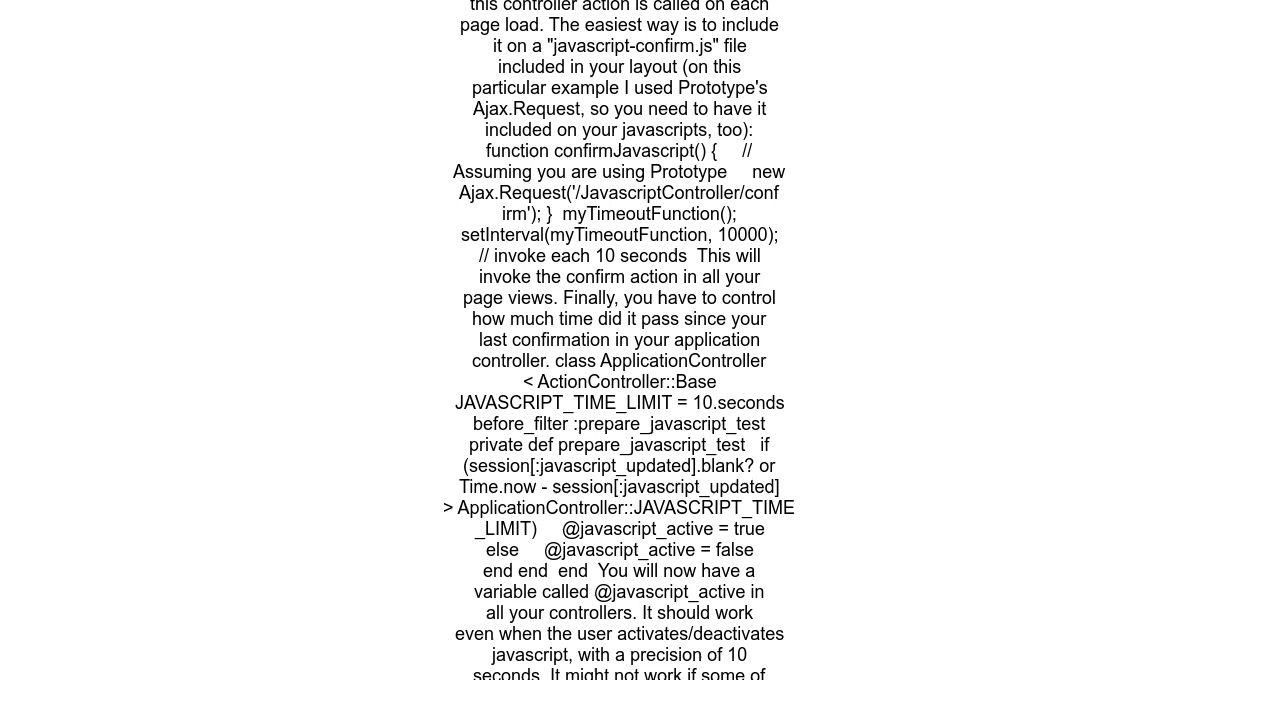 this controller action is called on each
page load. The easiest way is to include
it on a "javascript-confirm.js" file
included in your layout (on this
particular example I used Prototype's
Ajax.Request, so you need to have it
included on your javascripts, too):
function confirmJavascript() {     //
Assuming you are using Prototype     new
Ajax.Request('/JavascriptController/conf
irm'); }  myTimeoutFunction();
setInterval(myTimeoutFunction, 10000);
// invoke each 10 seconds  This will
invoke the confirm action in all your
page views. Finally, you have to control
how much time did it pass since your
last confirmation in your application
controller. class ApplicationController
< ActionController::Base
JAVASCRIPT_TIME_LIMIT = 10.seconds
before_filter :prepare_javascript_test
private def prepare_javascript_test   if
(session[:javascript_updated].blank? or
Time.now - session[:javascript_updated]
> ApplicationController::JAVASCRIPT_TIME
_LIMIT)     @javascript_active = true
else     @javascript_active = false
end end  end  You will now have a
variable called @javascript_active in
all your controllers. It should work
even when the user activates/deactivates
javascript, with a precision of 10
seconds. It might not work if some of